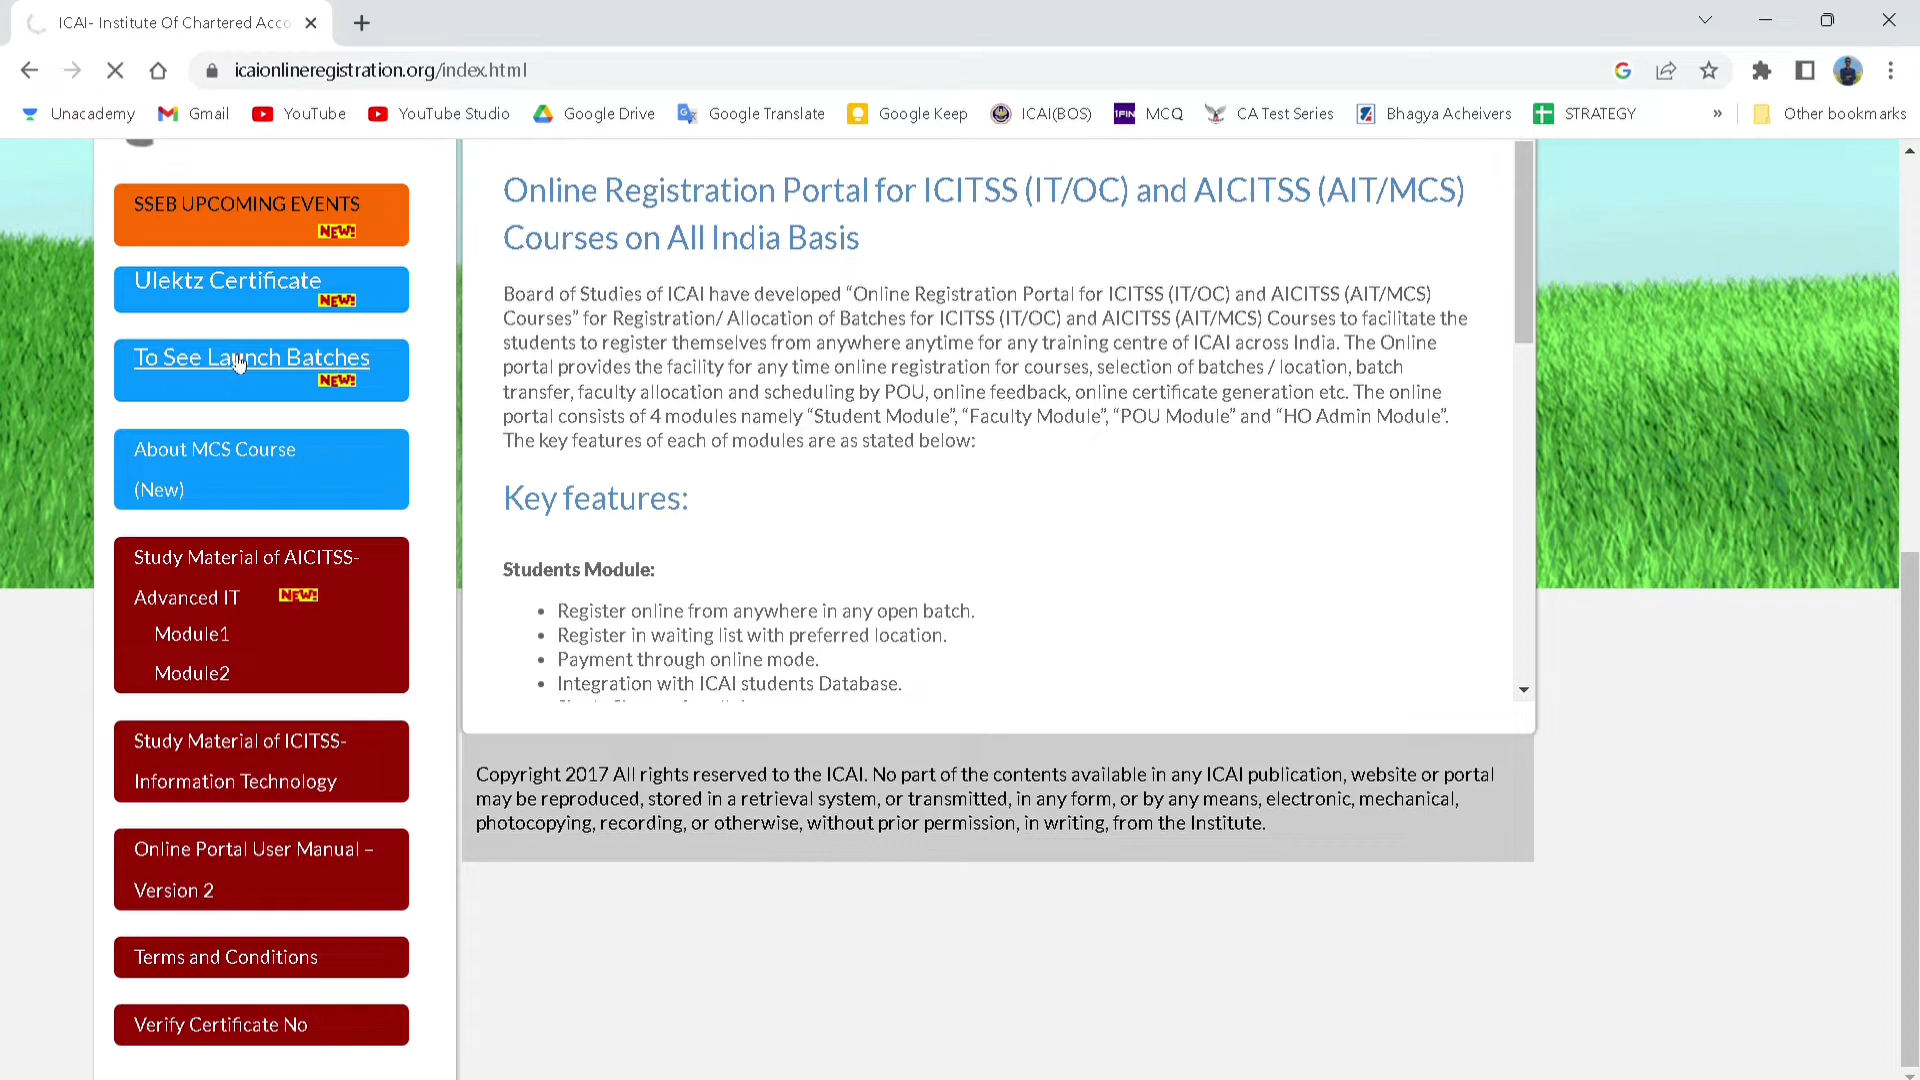 ICAI- Institute Of Chartered Acco
icaionlineregistration.org/index.html
Unacademy Gmail YouTube YouTube Studio Google Drive Google Translate Google Keep ICAI(BOS) 1FIN MCQ CA Test Series Bhagya Acheivers STRATEGY » Other bookmarks
SSEB UPCOMING EVENTS
NEW!
Ulektz Certificate
NEW!
To See Launch Batches
NEW!
About MCS Course
(New)
Study Material of AICITSS-
Advanced IT NEW!
Module1
Module2
Study Material of ICITSS-
Information Technology
Online Portal User Manual –
Version 2
Terms and Conditions
Verify Certificate No
Online Registration Portal for ICITSS (IT/OC) and AICITSS (AIT/MCS)
Courses on All India Basis
Board of Studies of ICAI have developed “Online Registration Portal for ICITSS (IT/OC) and AICITSS (AIT/MCS)
Courses” for Registration/ Allocation of Batches for ICITSS (IT/OC) and AICITSS (AIT/MCS) Courses to facilitate the
students to register themselves from anywhere anytime for any training centre of ICAI across India. The Online
portal provides the facility for any time online registration for courses, selection of batches / location, batch
transfer, faculty allocation and scheduling by POU, online feedback, online certificate generation etc. The online
portal consists of 4 modules namely “Student Module”, “Faculty Module”, “POU Module” and “HO Admin Module”.
The key features of each of modules are as stated below:
Key features:
Students Module:
• Register online from anywhere in any open batch.
• Register in waiting list with preferred location.
• Payment through online mode.
• Integration with ICAI students Database.
Copyright 2017 All rights reserved to the ICAI. No part of the contents available in any ICAI publication, website or portal
may be reproduced, stored in a retrieval system, or transmitted, in any form, or by any means, electronic, mechanical,
photocopying, recording, or otherwise, without prior permission, in writing, from the Institute.